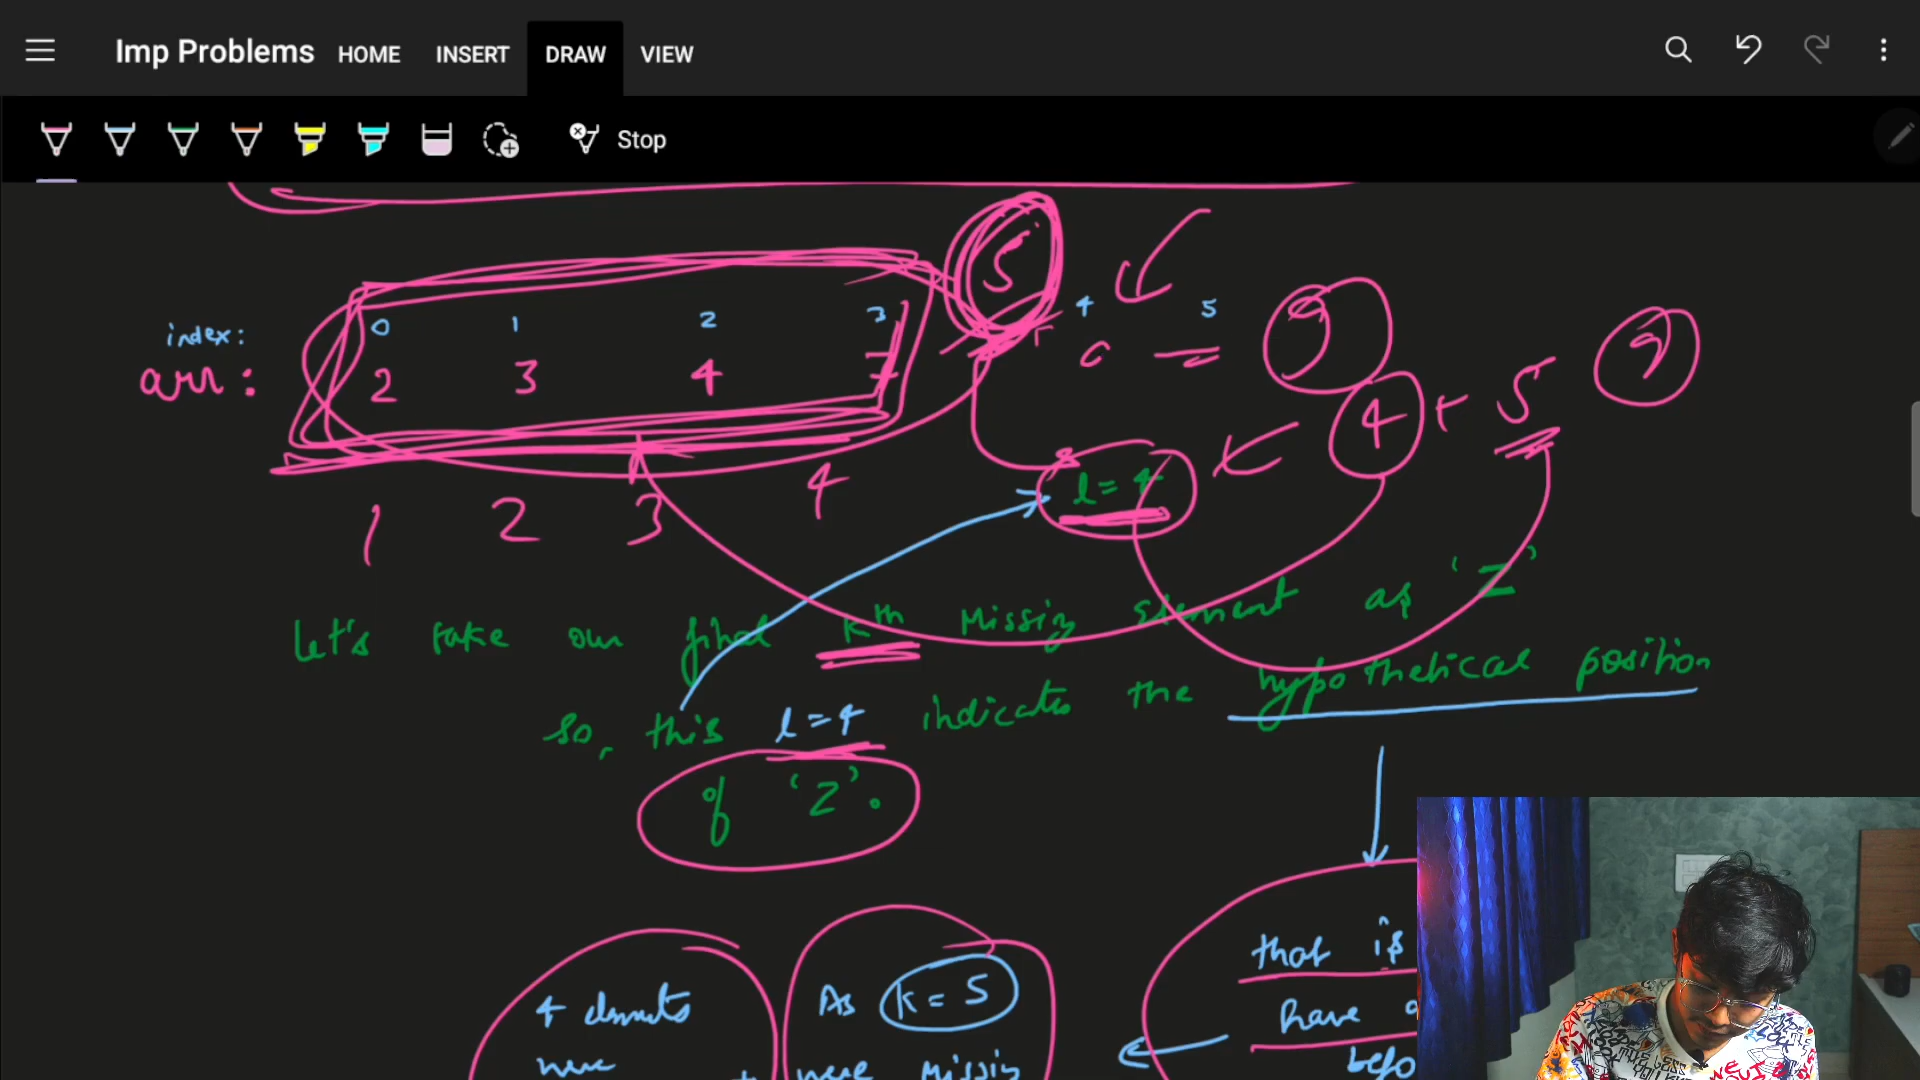 Imp Problems HOME INSERT DRAW VIEW
Stop
5
index: 0 1 2 3 4 5
arr: 2 3 4 7
= 9
4 + 5 9
l = 4
1 2 3 4
Let's take our final Kth Missing Element as 'Z'
so, this l = 4 indicates the hypothetical position
of 'Z'.
that is
As K = 5
4 elements
have
were
were missin
befo